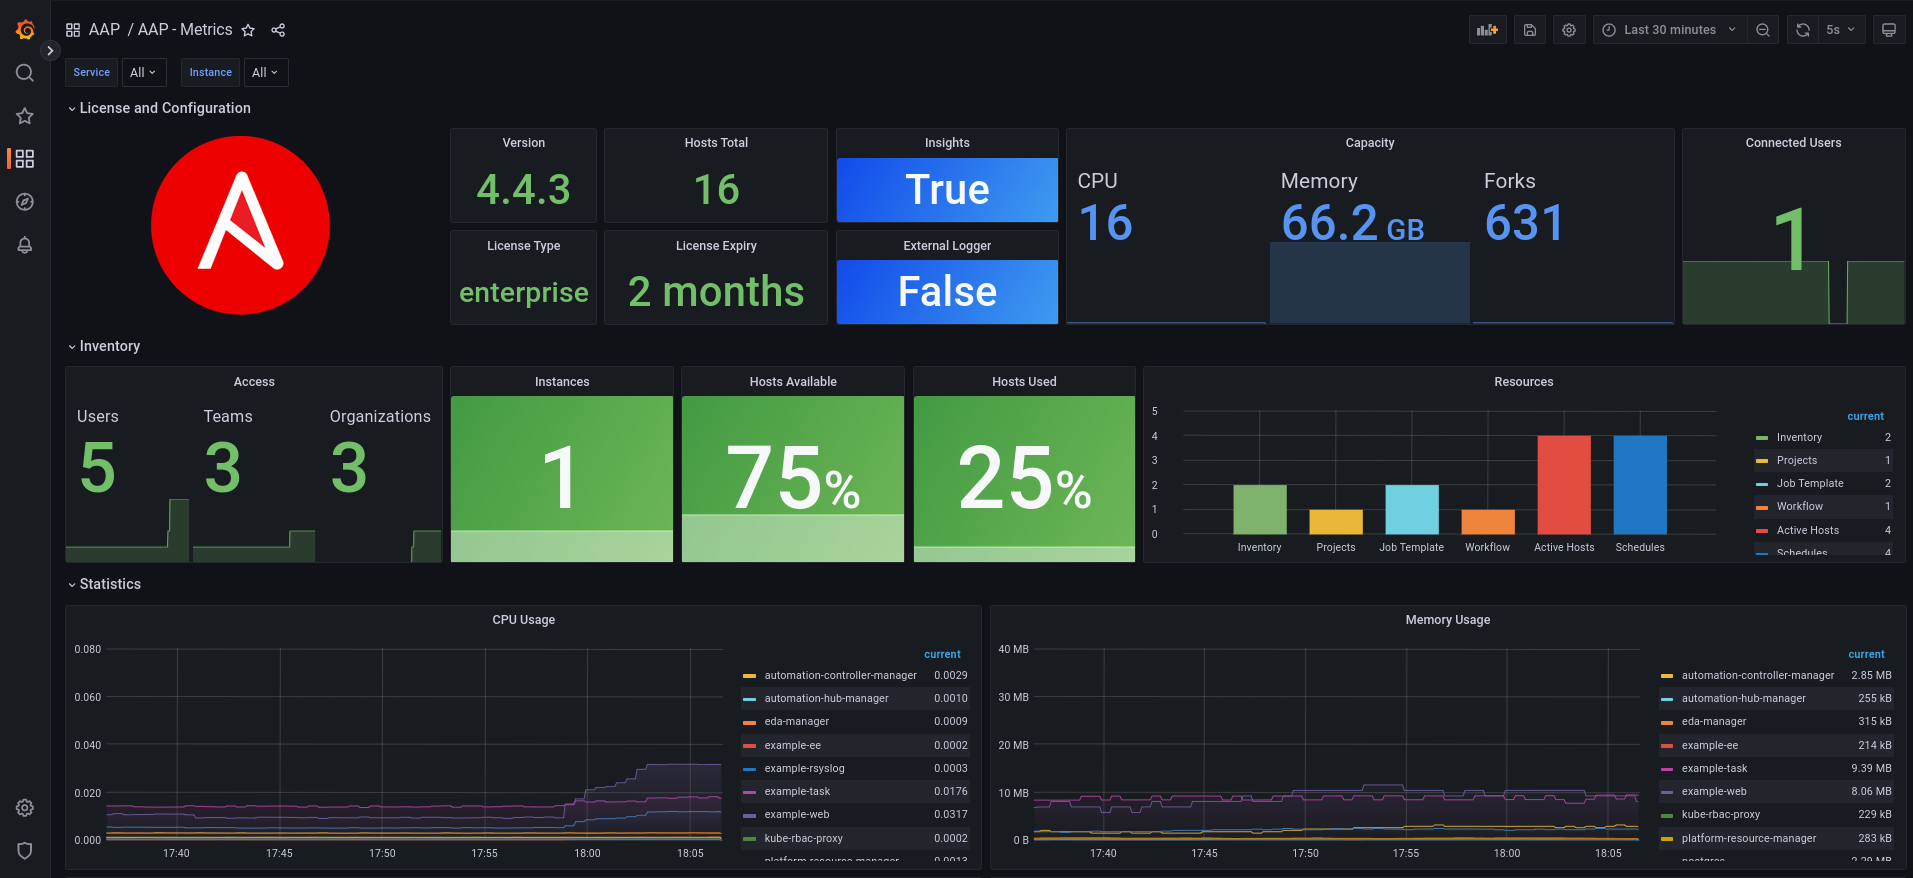 AAP / AAP - Metrics
Last 30 minutes
5s
Service All Instance All
License and Configuration
Version
4.4.3
Hosts Total
16
Insights
True
Capacity
CPU
16
Memory
66.2 GB
Forks
631
Connected Users
1
License Type
enterprise
License Expiry
2 months
External Logger
False
Inventory
Access
Users
5
Teams
3
Organizations
3
Instances
1
Hosts Available
75%
Hosts Used
25%
Resources
5
4
3
2
1
0
Inventory Projects Job Template Workflow Active Hosts Schedules
current
Inventory 2
Projects 1
Job Template 2
Workflow 1
Active Hosts 4
Schedules 4
Statistics
CPU Usage
0.080
0.060
0.040
0.020
0.000
17:40 17:45 17:50 17:55 18:00 18:05
current
automation-controller-manager 0.0029
automation-hub-manager 0.0010
eda-manager 0.0009
example-ee 0.0002
example-rsyslog 0.0003
example-task 0.0176
example-web 0.0317
kube-rbac-proxy 0.0002
platform-resource-manager 0.0013
Memory Usage
40 MB
30 MB
20 MB
10 MB
0 B
17:40 17:45 17:50 17:55 18:00 18:05
current
automation-controller-manager 2.85 MB
automation-hub-manager 255 kB
eda-manager 315 kB
example-ee 214 kB
example-task 9.39 MB
example-web 8.06 MB
kube-rbac-proxy 229 kB
platform-resource-manager 283 kB
postgres 2.29 MB